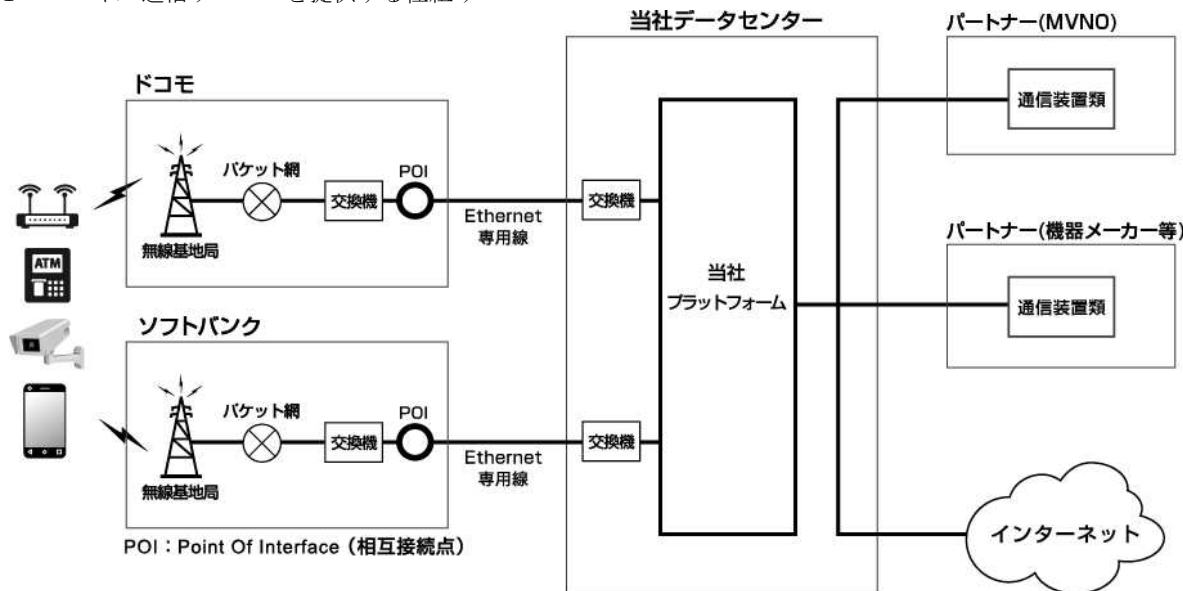 当社データセンター
パートナー(MVNO)
通信装置類
ドコモ
パケット網
POI
交換機
無線基地局
Ethernet
専用線
交換機
ATM
パートナー(機器メーカー等)
通信装置類
当社
プラットフォーム
ソフトバンク
パケット網
POI
交換機
無線基地局
Ethernet
専用線
交換機
インターネット
POI：Point Of Interface（相互接続点）